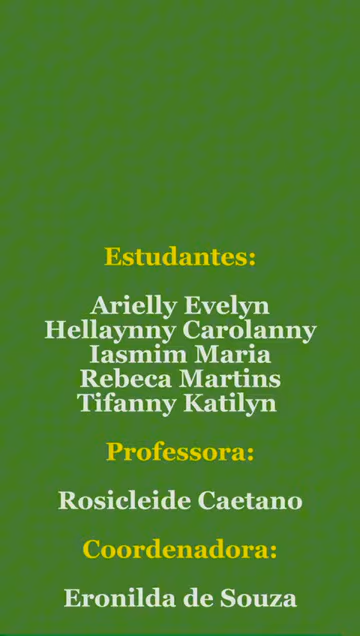 Estudantes:
Arielly Evelyn
Hellaynny Carolanny
Iasmim Maria
Rebeca Martins
Tifanny Katilyn
Professora:
Rosicleide Caetano
Coordenadora:
Eronilda de Souza